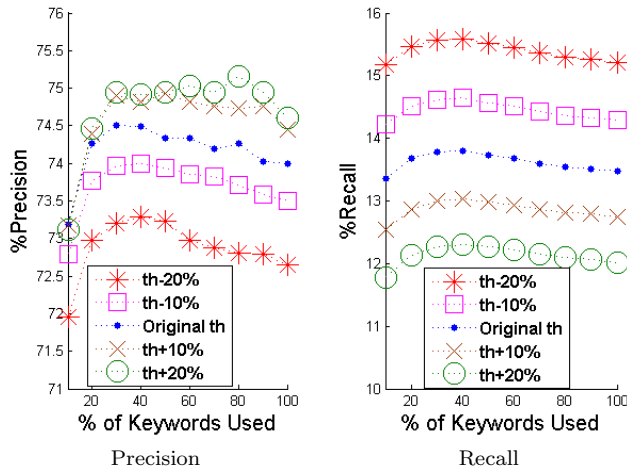 76
75
74.5
74
73.5
73
72.5
72
71.5
71
%Precision
20
40
60
80
100
% of Keywords Used
th-20%
th-10%
Original th
th+10%
th+20%
Precision
16
15
14
13
12
11
10
%Recall
20
40
60
80
100
% of Keywords Used
th-20%
th-10%
Original th
th+10%
th+20%
Recall